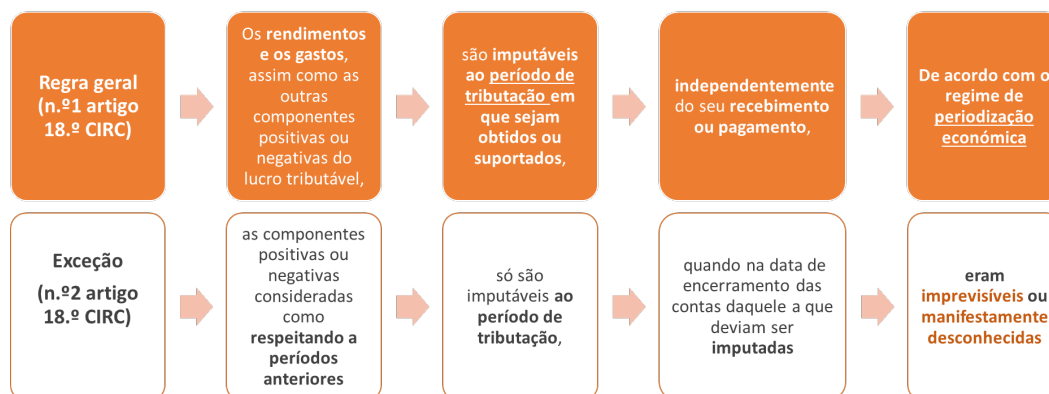 Regra geral
(n.º1 artigo
18.º CIRC)
Os rendimentos
e os gastos,
assim como as
outras
componentes
positivas ou
negativas do
lucro tributável,
são imputáveis
ao período de
tributação em
que sejam
obtidos ou
suportados,
independentemente
do seu recebimento
ou pagamento,
De acordo com o
regime de
periodização
económica
Exceção
(n.º2 artigo
18.º CIRC)
as componentes
positivas ou
negativas
consideradas
como
respeitando a
períodos
anteriores
só são
imputáveis ao
período de
tributação,
quando na data de
encerramento das
contas daquele a que
deviam ser
imputadas
eram
imprevisíveis ou
manifestamente
desconhecidas